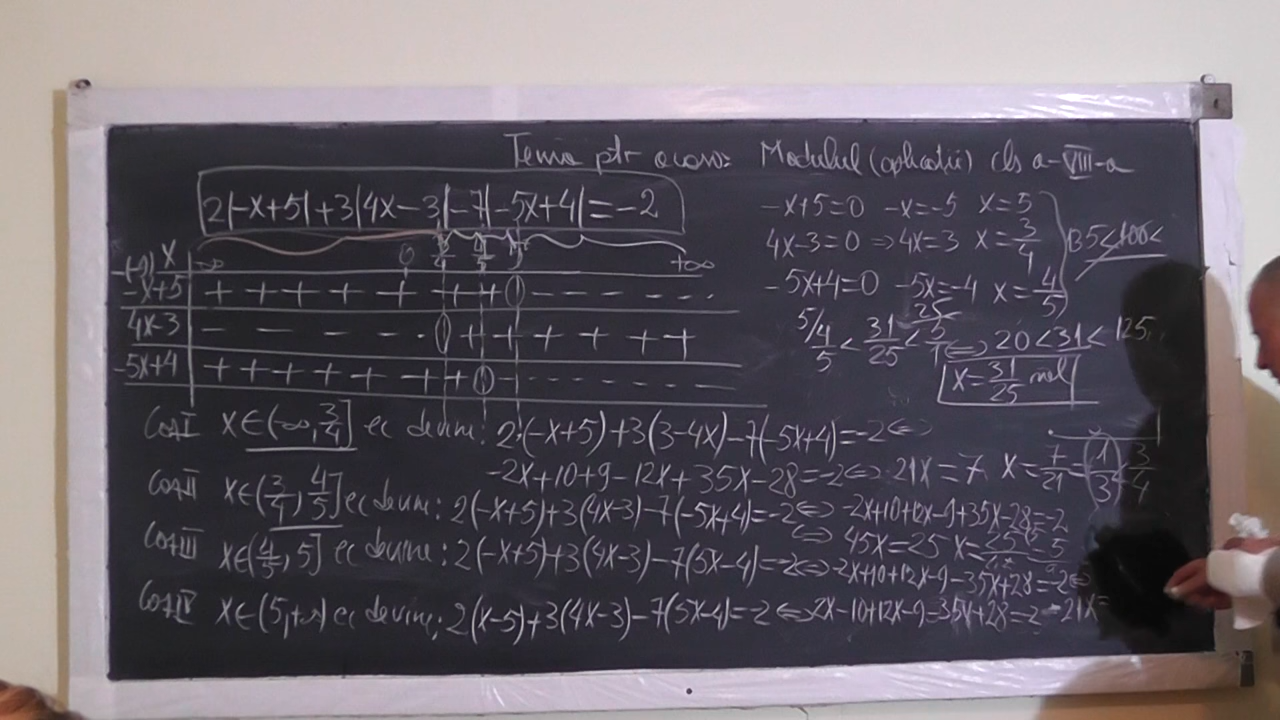 Tema ptr acasa: Modulul (aplicații) cls a-VIII-a
2|-x+5|+3|4x-3|-7|-5x+4|=-2
-x+5=0 -x=-5 x=5
4x-3=0 ⇒4x=3 x=3/4
-5x+4=0 -5x=-4 x=4/5
35<100<
x -∞ 0 3/4 4/5 5 +∞
-x+5 + + + + + + + 0 - - - - - -
4x-3 - - - - - 0 + + + + + +
-5x+4 + + + + + + + 0 - - - - - - -
4/5 < 31/25 < 5/1 ⇔ 20<31<125
x=31/25
Caz I x∈(-∞,3/4] ec devine: 2·(-x+5)+3(3-4x)-7(-5x+4)=-2⇔
-2x+10+9-12x+35x-28=-2⇔ 21x=7 x=7/21=1/3<3/4
Caz II x∈(3/4,4/5] ec devine: 2(-x+5)+3(4x-3)-7(-5x+4)=-2⇔ -2x+10+12x-9+35x-28=-2
⇔ 45x=25 x=25
Caz III x∈(4/5,5] ec devine: 2(-x+5)+3(4x-3)-7(5x-4)=-2⇔ -2x+10+12x-9-35x+28=-2⇔
Caz IV x∈(5,+∞) ec devine: 2(x-5)+3(4x-3)-7(5x-4)=-2⇔2x-10+12x-9-35x+28=-2 -21x=